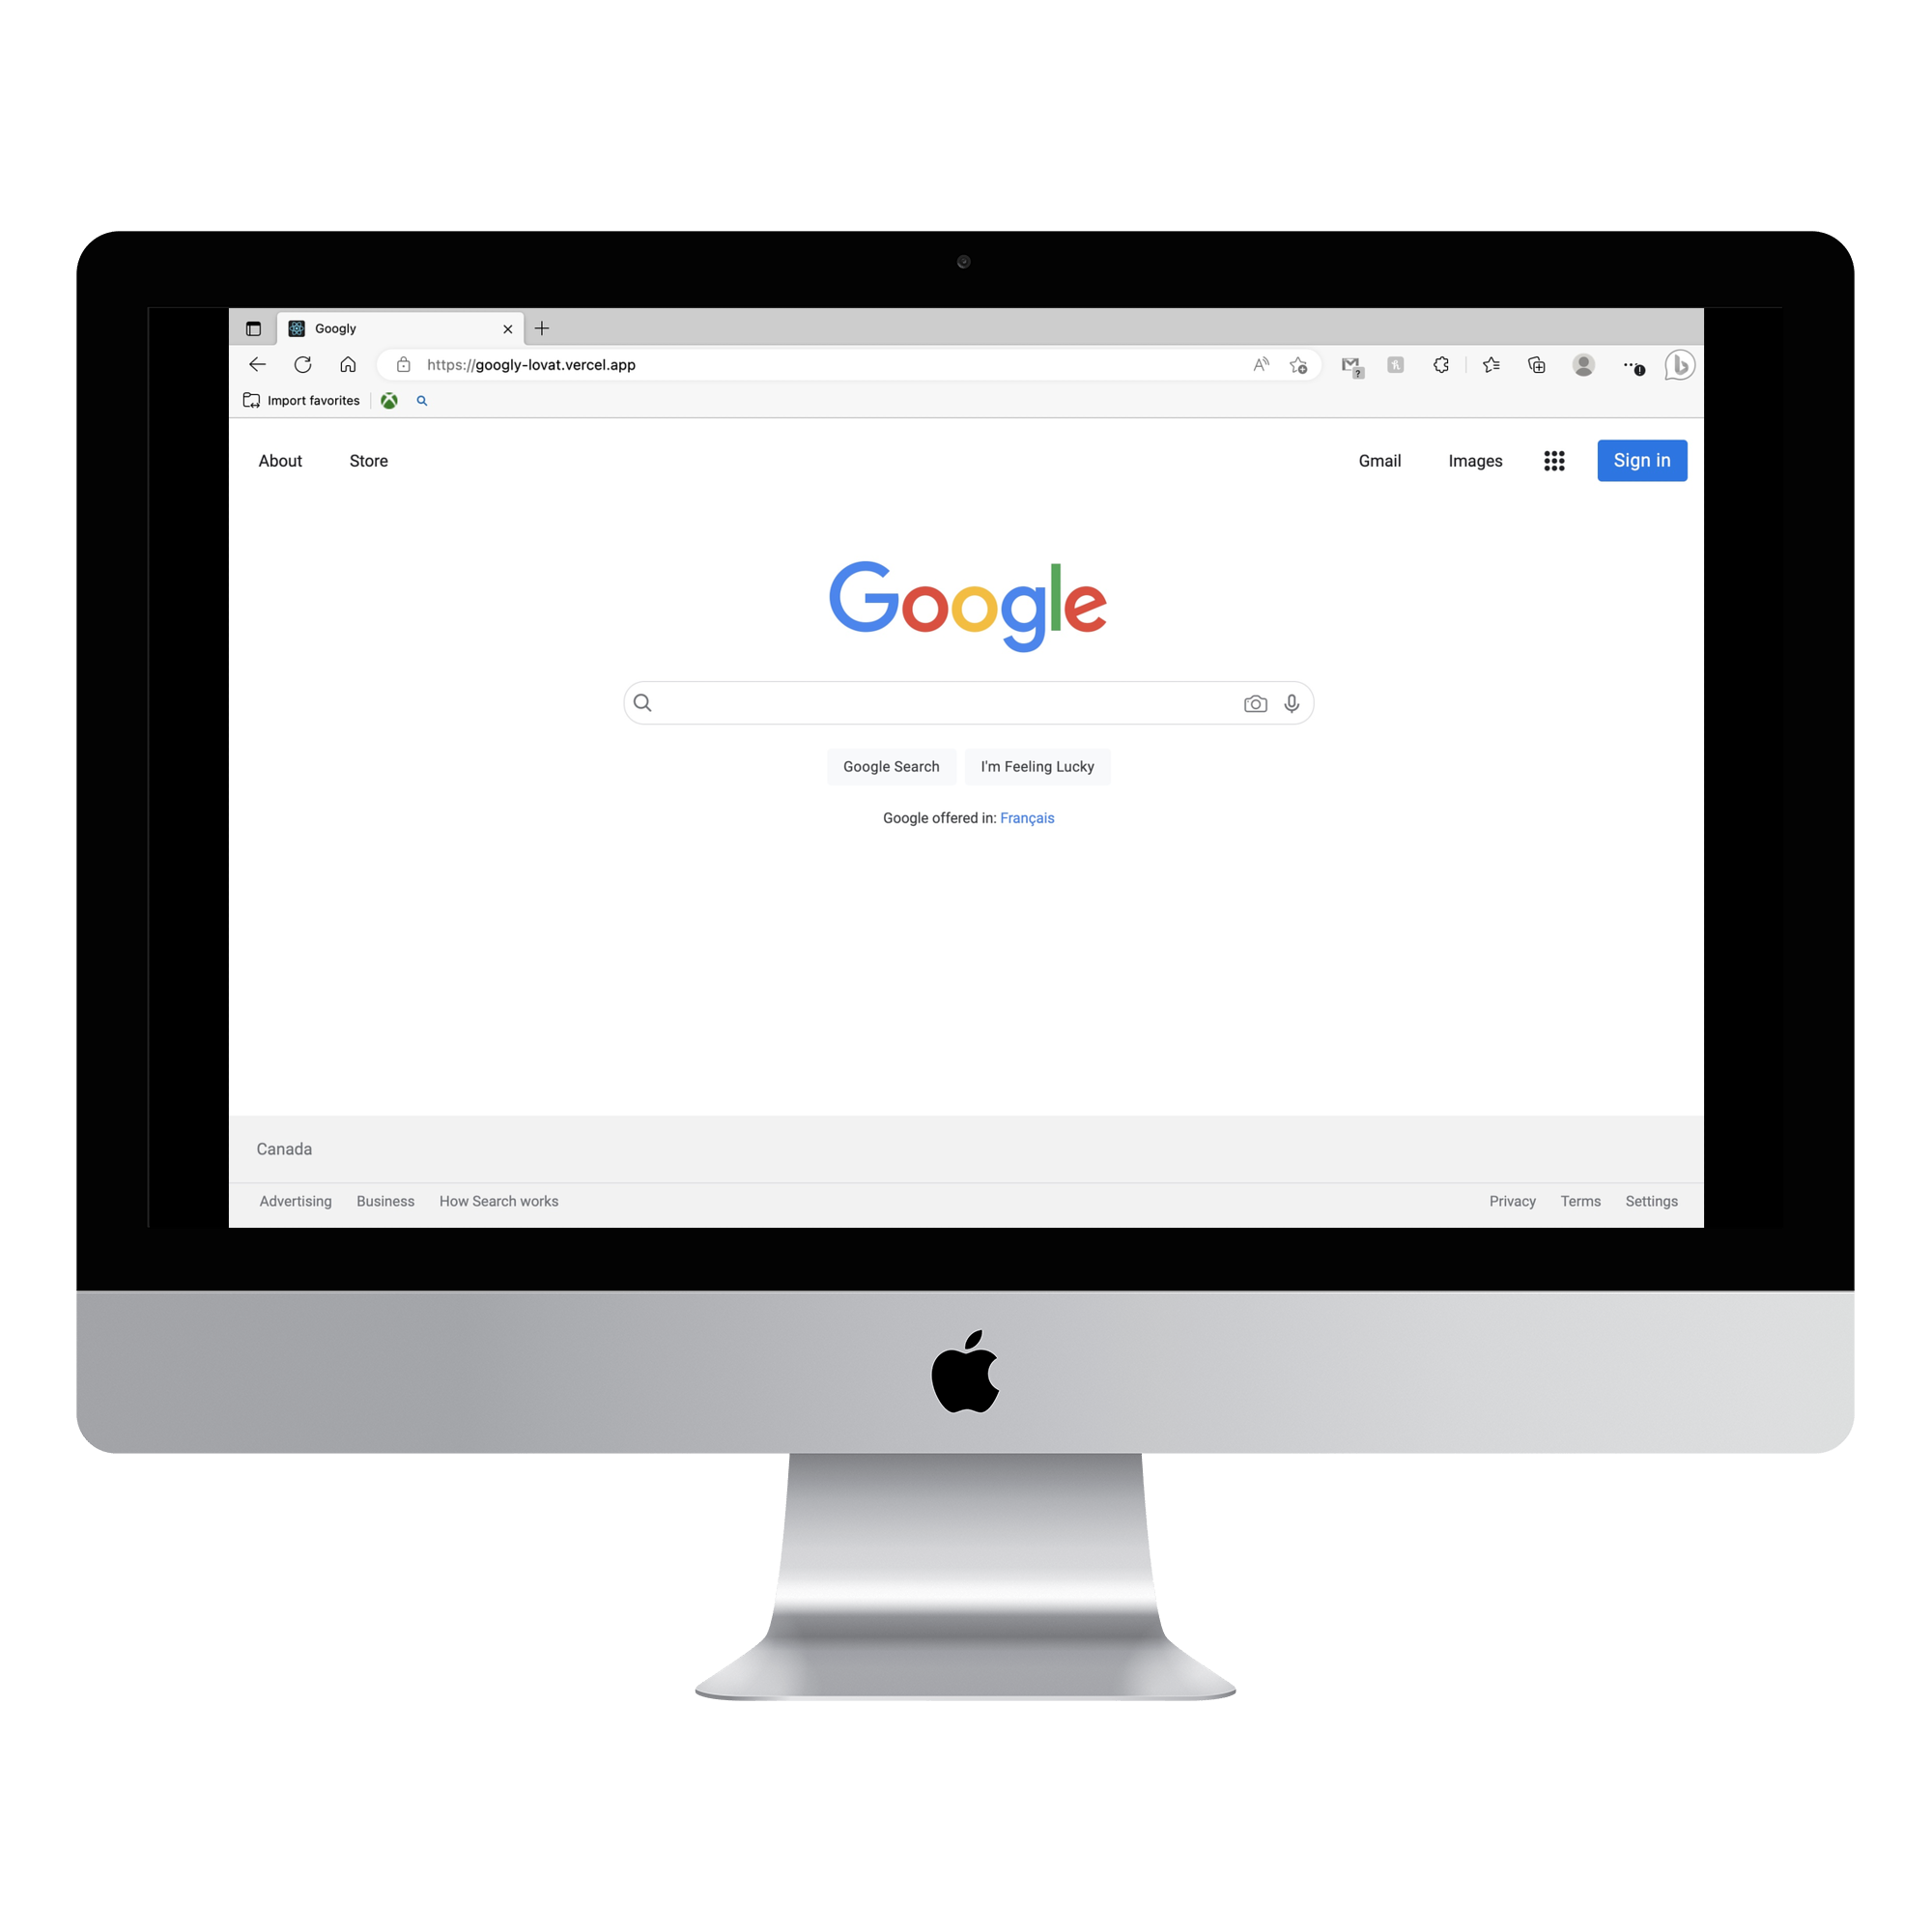 Googly
https://googly-lovat.vercel.app
Import favorites
About Store Gmail Images Sign in
Google
Google Search I'm Feeling Lucky
Google offered in: Français
Canada
Advertising Business How Search works Privacy Terms Settings